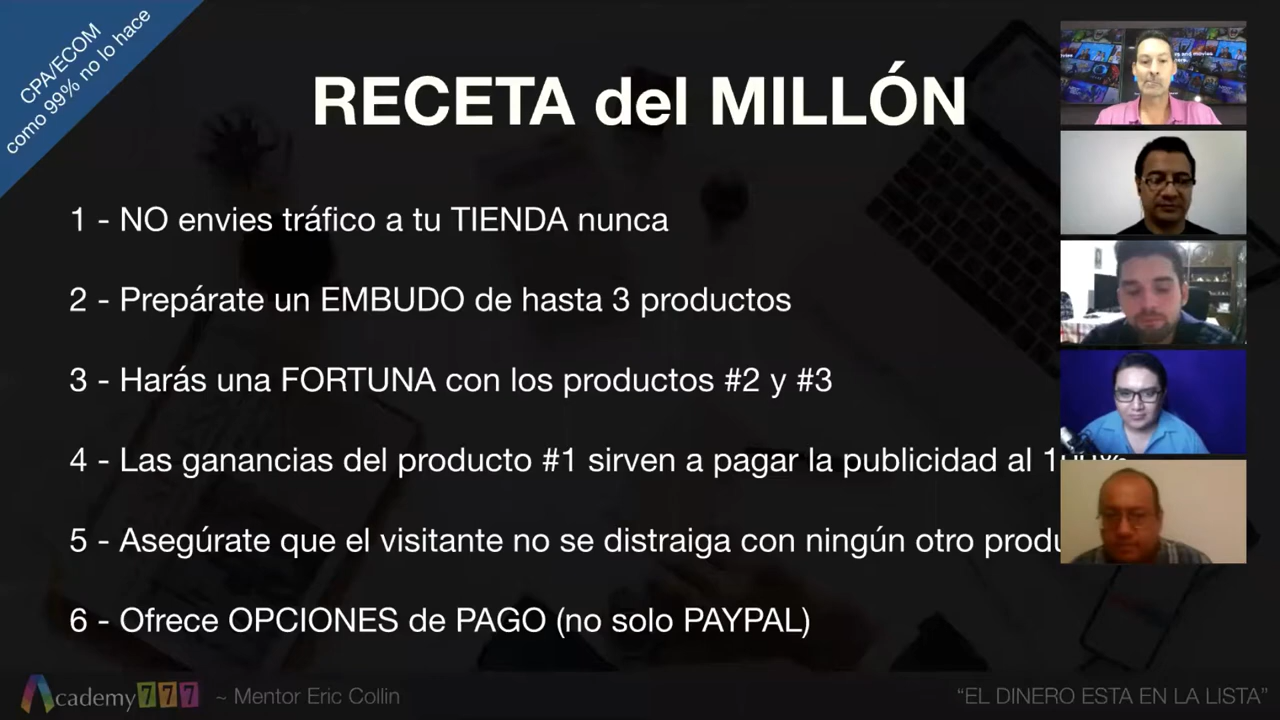 CPA/ECOM
como 99% no lo hace
RECETA del MILLÓN
1 - NO envies tráfico a tu TIENDA nunca
2 - Prepárate un EMBUDO de hasta 3 productos
3 - Harás una FORTUNA con los productos #2 y #3
4 - Las ganancias del producto #1 sirven a pagar la publicidad al
5 - Asegúrate que el visitante no se distraiga con ningún otro
6 - Ofrece OPCIONES de PAGO (no solo PAYPAL)
Academy777 ~ Mentor Eric Collin
“EL DINERO ESTA EN LA LISTA”